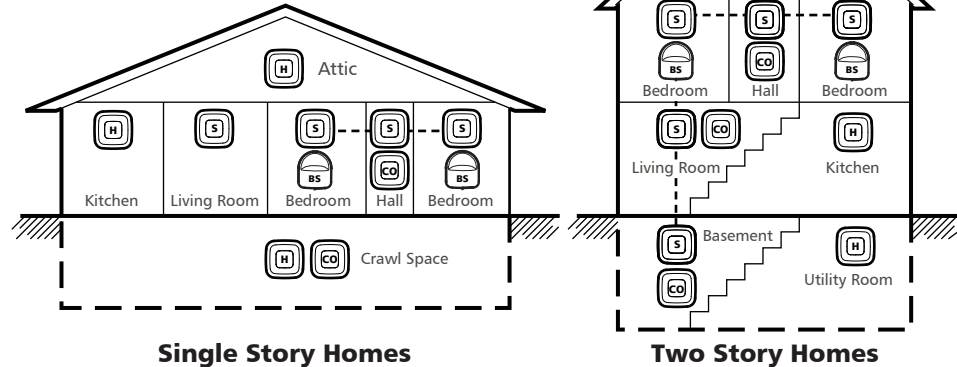 H Attic
H S S S S
BS CO BS
Kitchen Living Room Bedroom Hall Bedroom
H CO Crawl Space
Single Story Homes
S S S
BS CO BS
Bedroom Hall Bedroom
S CO H
Living Room Kitchen
S Basement H
CO Utility Room
Two Story Homes